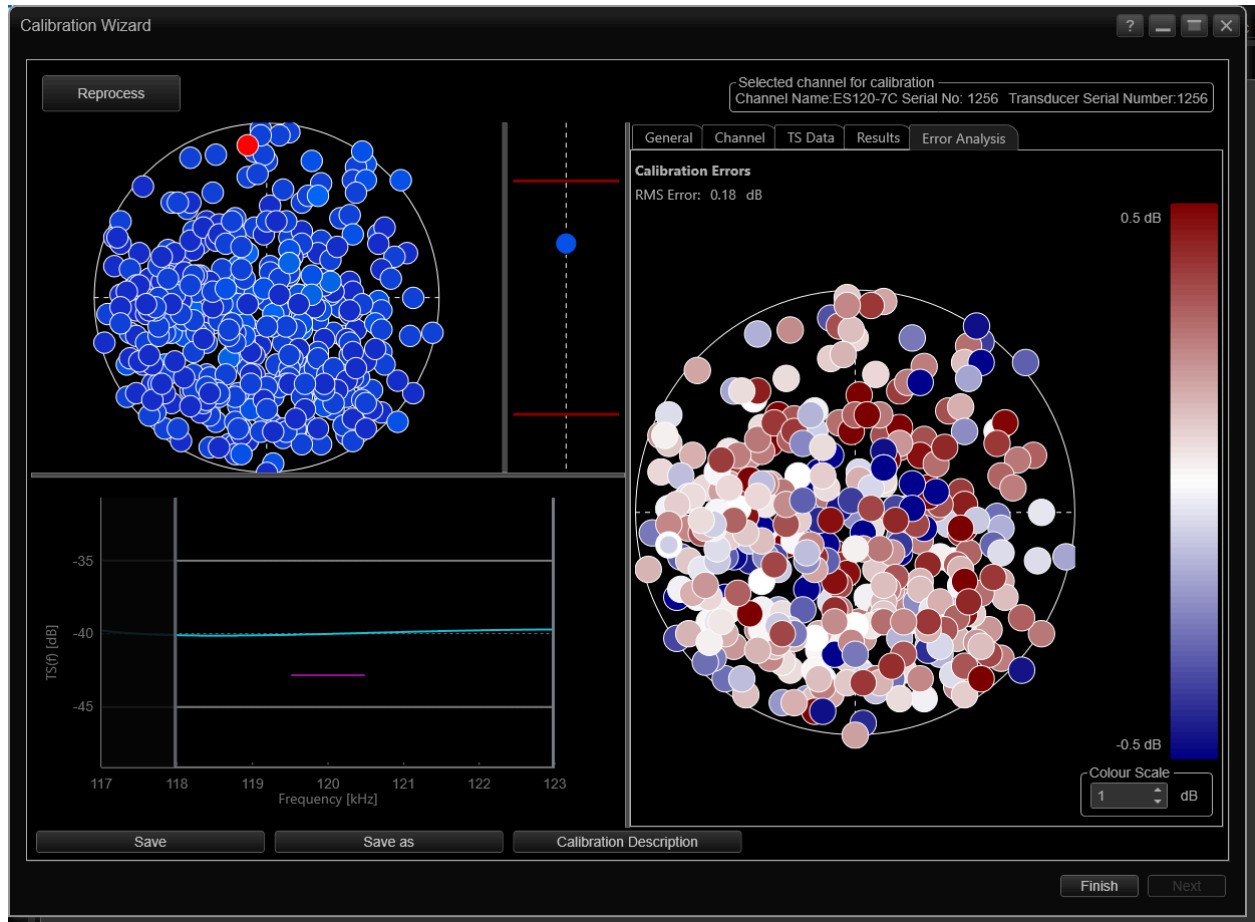 Calibration Wizard
?
Reprocess
Selected channel for calibration
Channel Name:ES120-7C Serial No: 1256 Transducer Serial Number:1256
General Channel TS Data Results Error Analysis
Calibration Errors
RMS Error: 0.18 dB
0.5 dB
-0.5 dB
Colour Scale
1 dB
-35
-40
-45
TS(f) [dB]
117 118 119 120 121 122 123
Frequency [kHz]
Save Save as Calibration Description
Finish Next